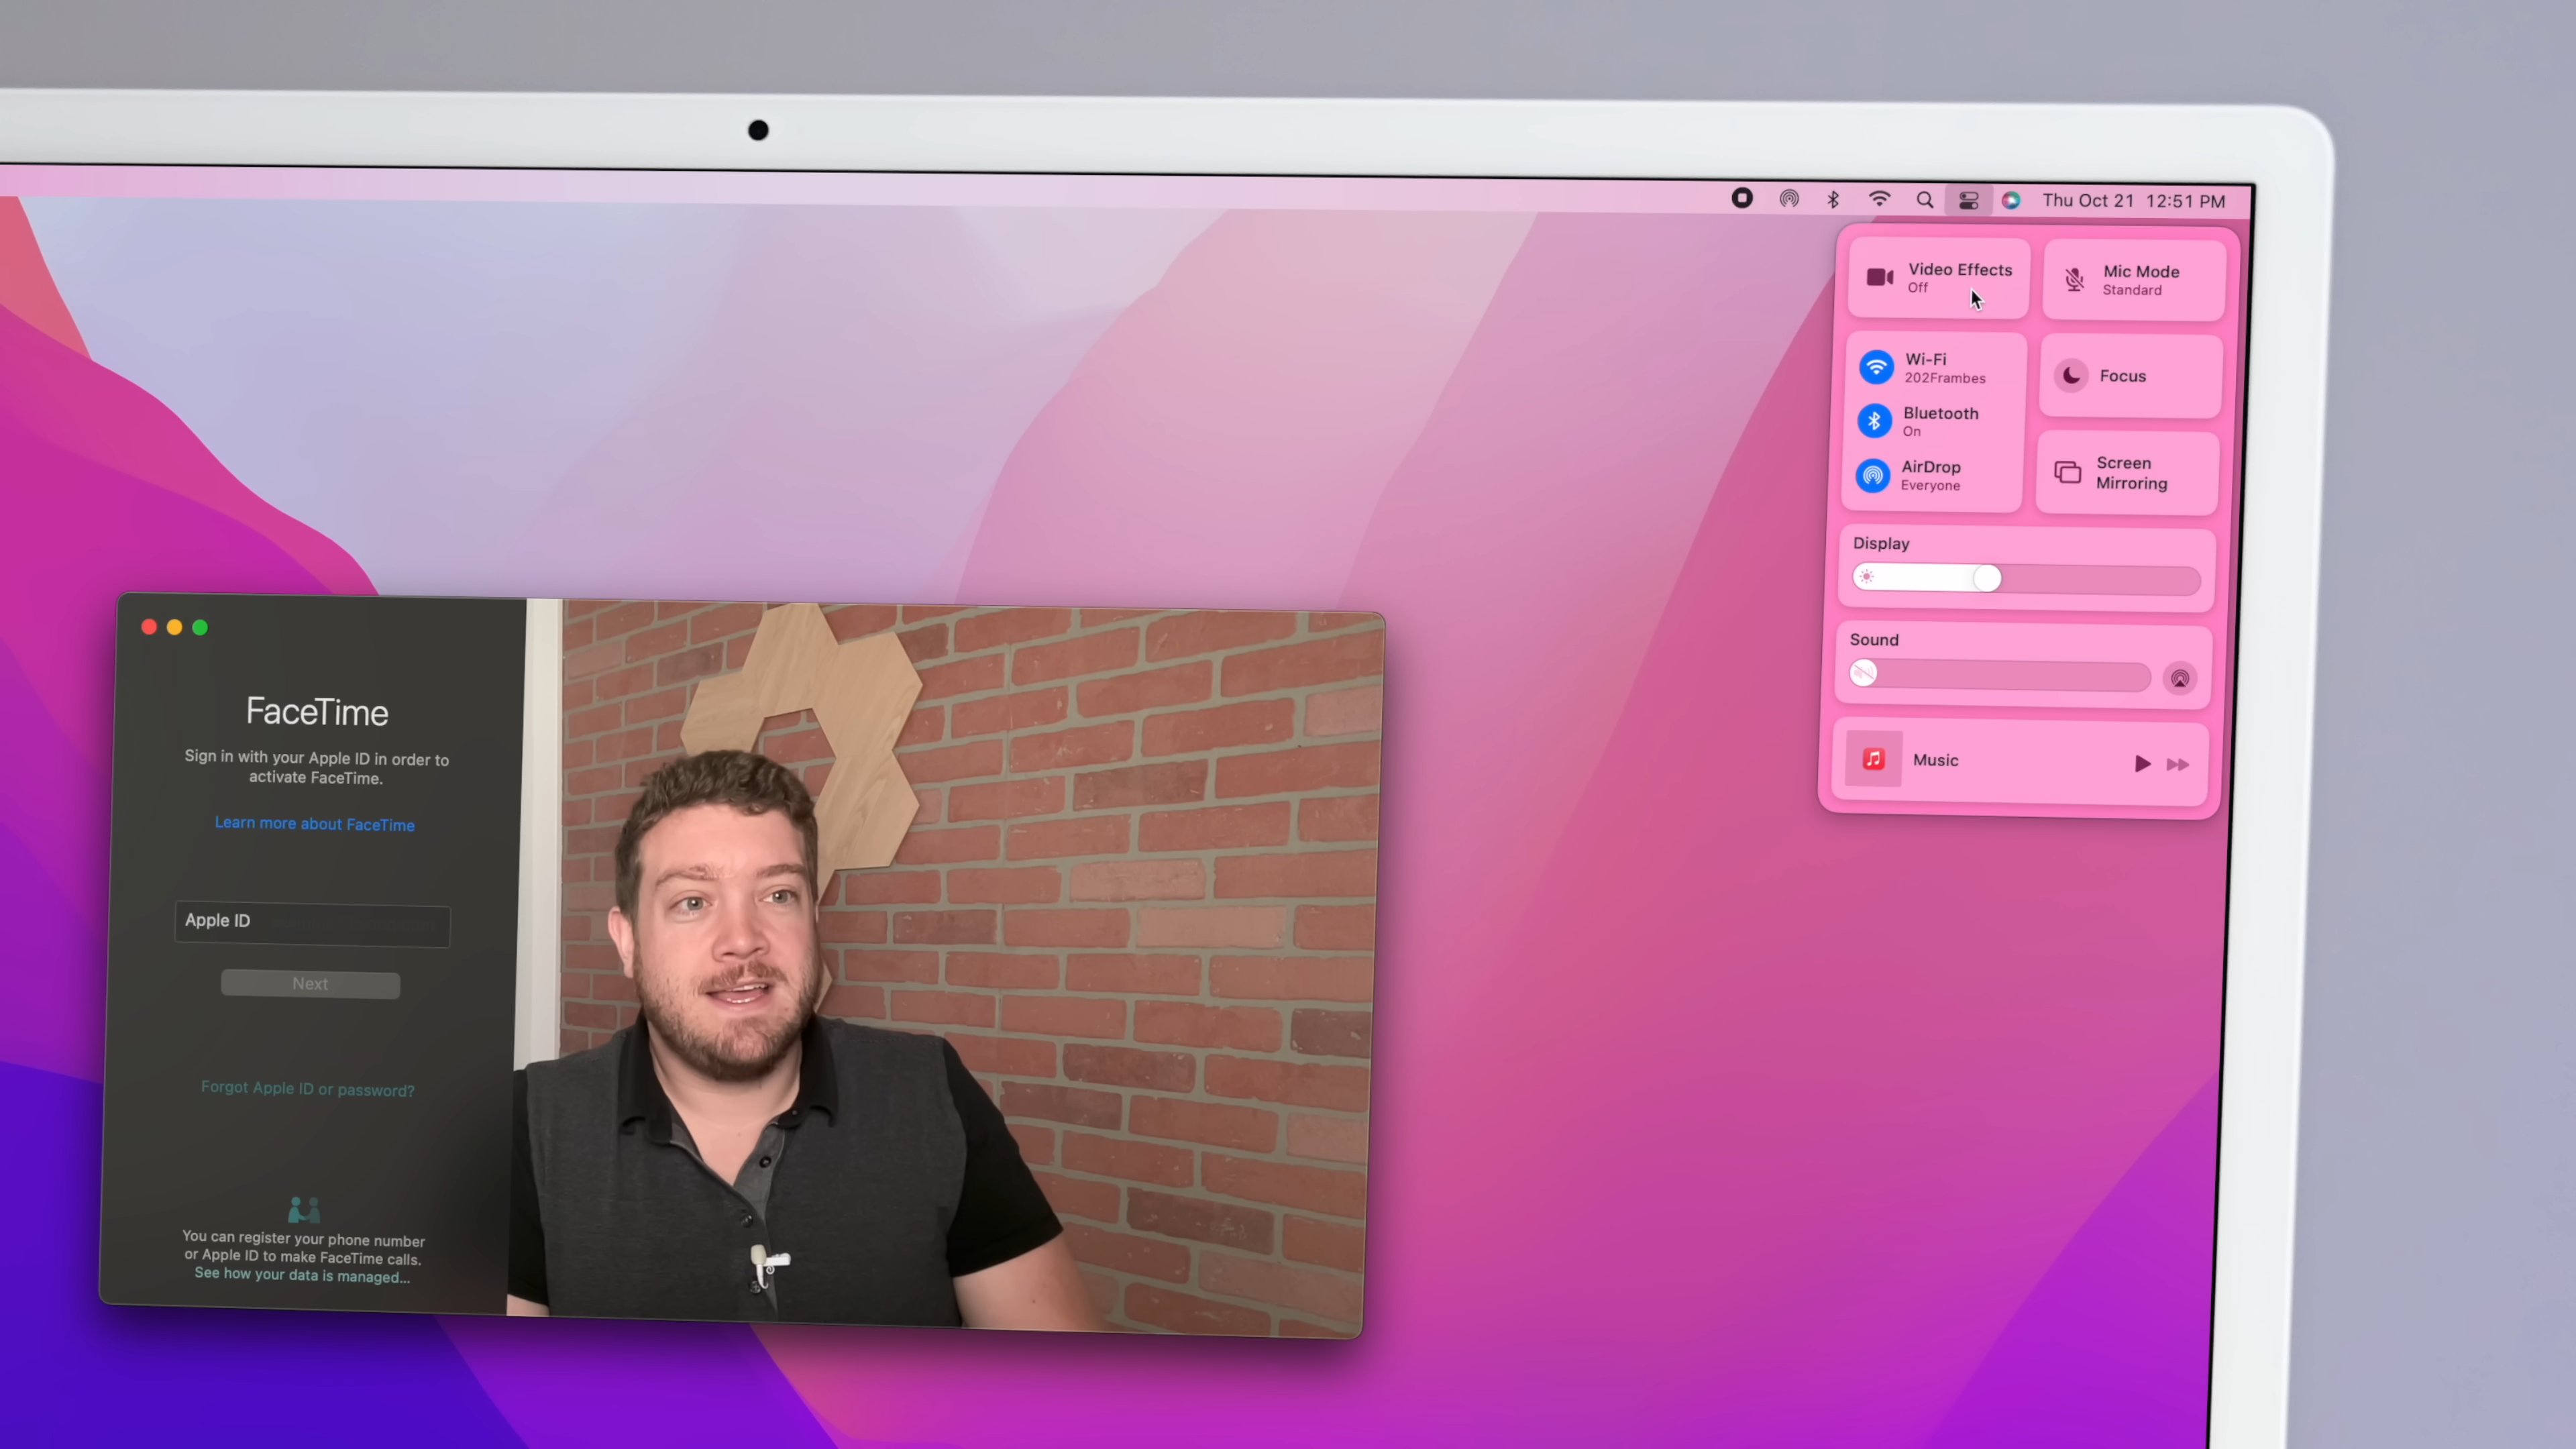 Thu Oct 21 12:51 PM
Video Effects
Off
Mic Mode
Standard
Wi-Fi
202Frambes
Bluetooth
On
AirDrop
Everyone
Focus
Screen
Mirroring
Display
Sound
Music
FaceTime
Sign in with your Apple ID in order to
activate FaceTime.
Learn more about FaceTime
Apple ID
Next
Forgot Apple ID or password?
You can register your phone number
or Apple ID to make FaceTime calls.
See how your data is managed...